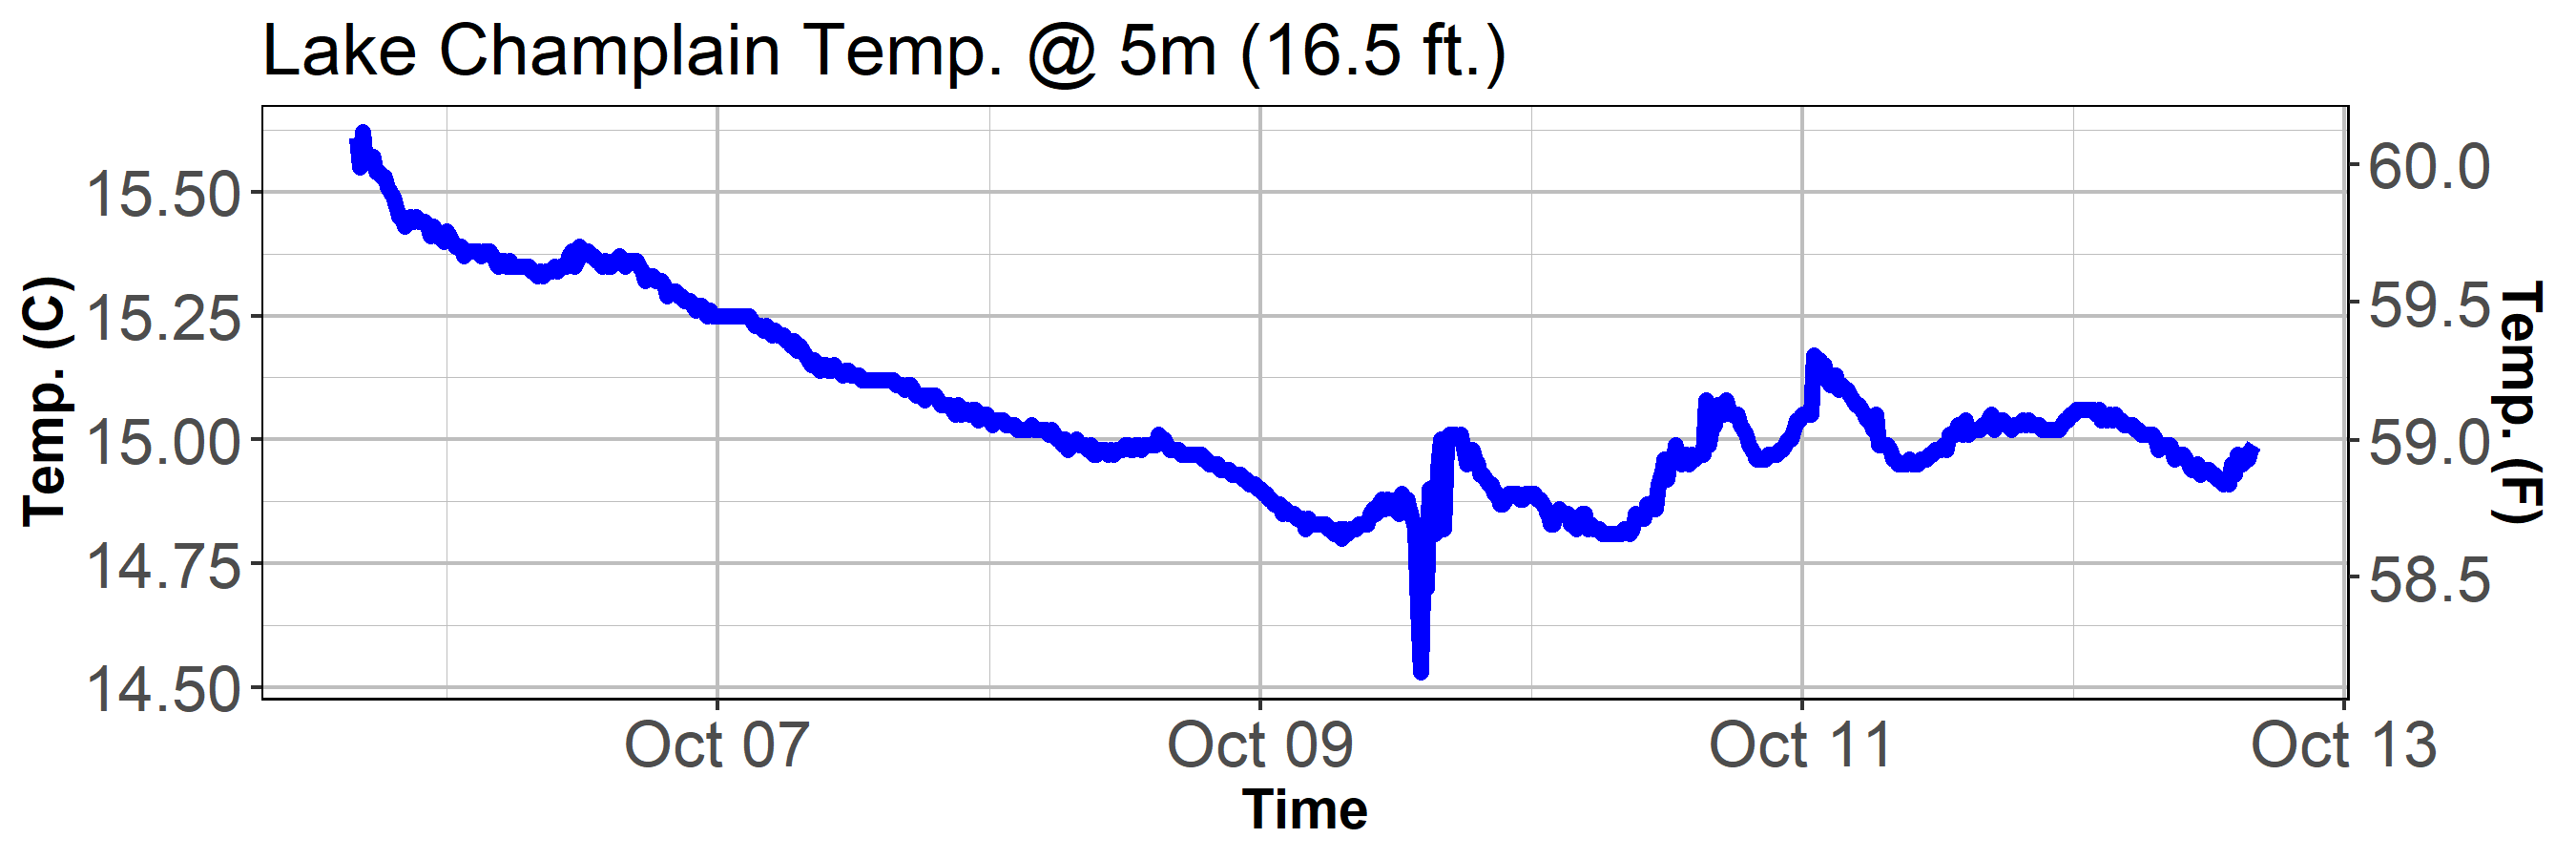 Lake Champlain Temp. @ 5m (16.5 ft.)
Temp. (C)
15.50
15.25
15.00
14.75
14.50
60.0
59.5
59.0
58.5
Temp. (F)
Oct 07
Oct 09
Oct 11
Oct 13
Time